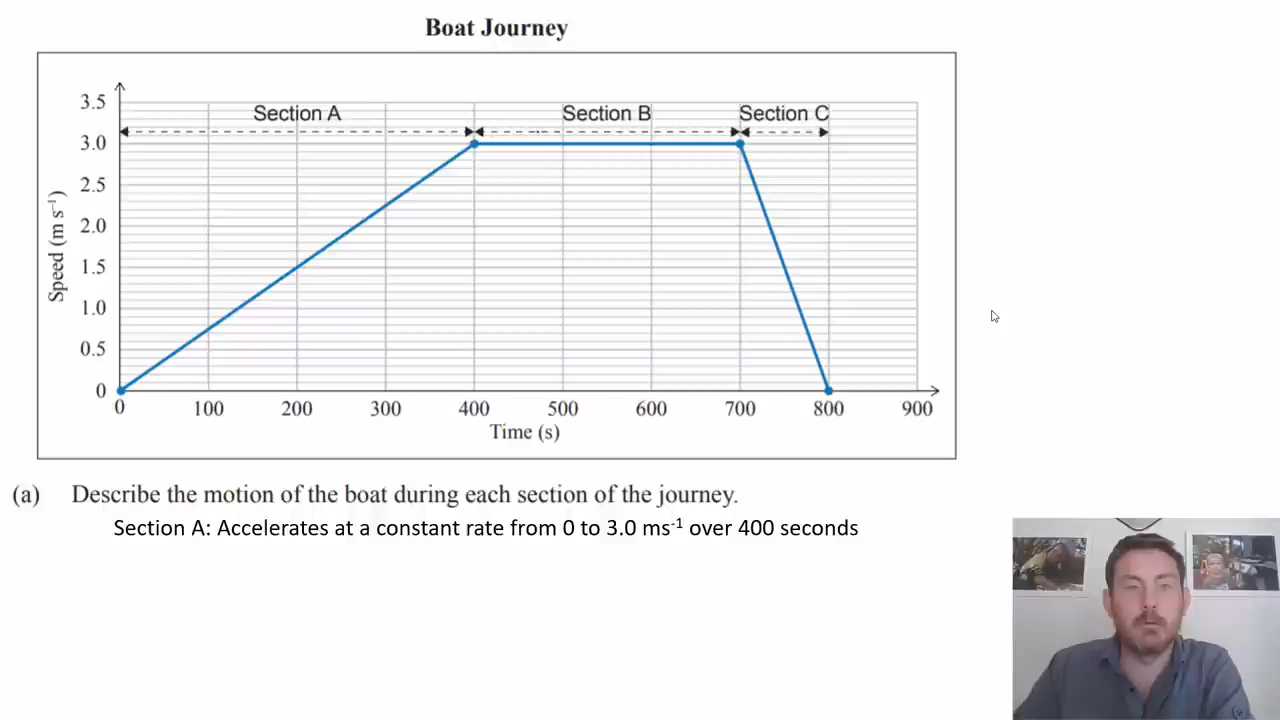 Boat Journey
Section A Section B Section C
3.5
3.0
2.5
2.0
1.5
1.0
0.5
0
Speed (m s⁻¹)
0 100 200 300 400 500 600 700 800 900
Time (s)
(a) Describe the motion of the boat during each section of the journey.
Section A: Accelerates at a constant rate from 0 to 3.0 ms⁻¹ over 400 seconds